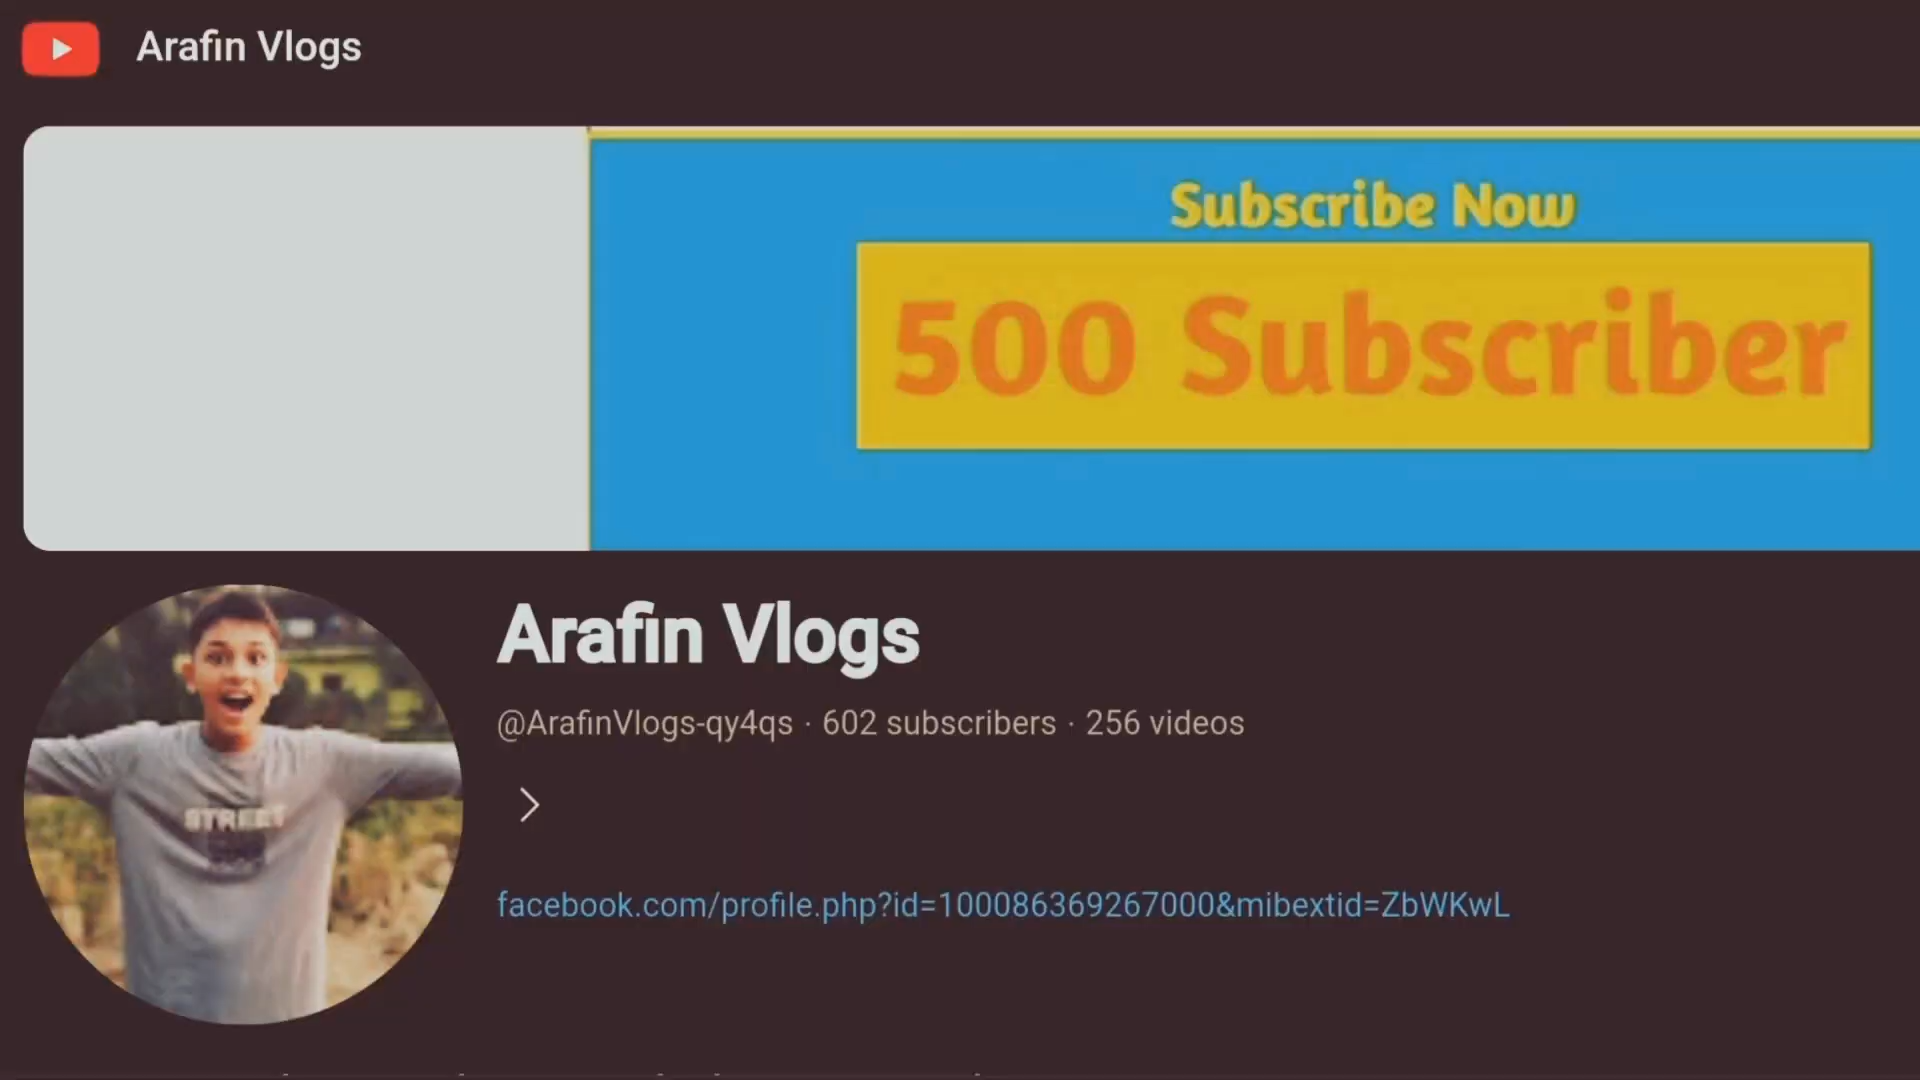 Arafin Vlogs
Subscribe Now
500 Subscriber
STREET
Arafin Vlogs
@ArafinVlogs-qy4qs · 602 subscribers · 256 videos
facebook.com/profile.php?id=100086369267000&mibextid=ZbWKwL